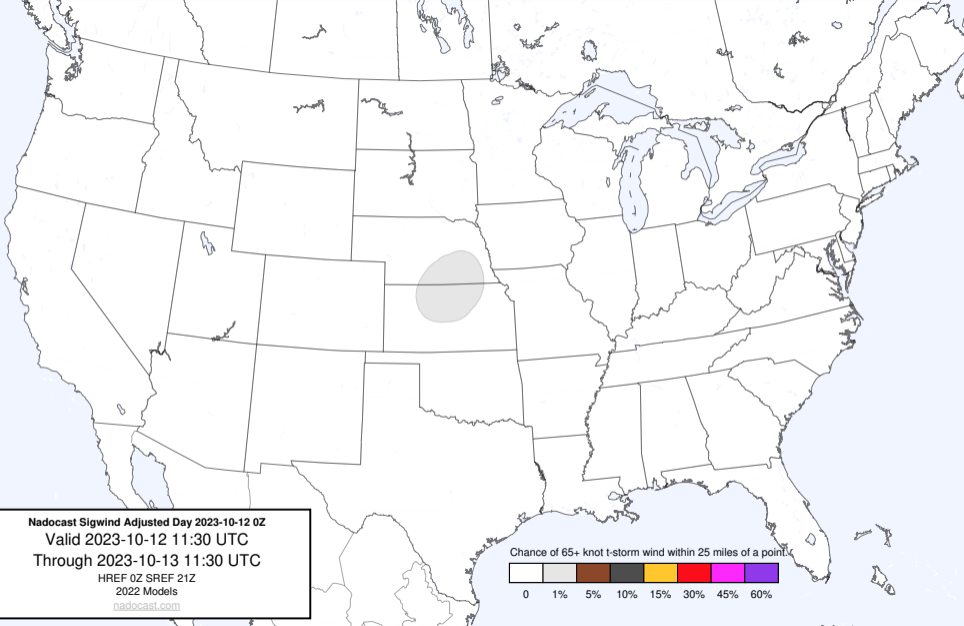 Nadocast Sigwind Adjusted Day 2023-10-12 0Z
Valid 2023-10-12 11:30 UTC
Through 2023-10-13 11:30 UTC
HREF 0Z SREF 21Z
2022 Models
nadocast.com
Chance of 65+ knot t-storm wind within 25 miles of a point.
0 1% 5% 10% 15% 30% 45% 60%